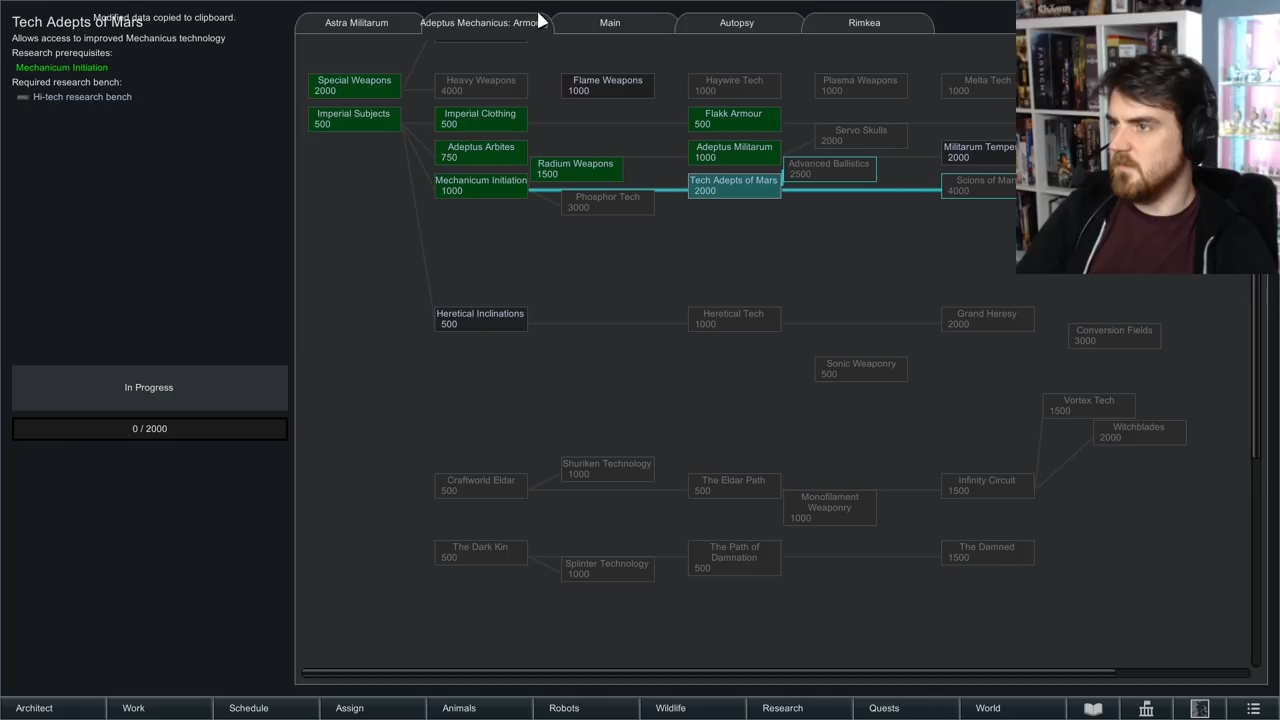 Tech Adepts of Mars
Modified data copied to clipboard.
Allows access to improved Mechanicus technology
Research prerequisites:
Mechanicum Initiation
Required research bench:
Hi-tech research bench
In Progress
0 / 2000
Astra Militarum
Adeptus Mechanicus: Armou
Main
Autopsy
Rimkea
Special Weapons
2000
Heavy Weapons
4000
Flame Weapons
1000
Haywire Tech
1000
Plasma Weapons
1000
Melta Tech
1000
Imperial Subjects
500
Imperial Clothing
500
Flakk Armour
500
Servo Skulls
2000
Adeptus Arbites
750
Radium Weapons
1500
Adeptus Militarum
1000
Advanced Ballistics
2500
Militarum Tempes
2000
Mechanicum Initiation
1000
Phosphor Tech
3000
Tech Adepts of Mars
2000
Scions of Mars
4000
Heretical Inclinations
500
Heretical Tech
1000
Grand Heresy
2000
Conversion Fields
3000
Sonic Weaponry
500
Vortex Tech
1500
Witchblades
2000
Craftworld Eldar
500
Shuriken Technology
1000
The Eldar Path
500
Monofilament
Weaponry
1000
Infinity Circuit
1500
The Dark Kin
500
Splinter Technology
1000
The Path of
Damnation
500
The Damned
1500
Architect
Work
Schedule
Assign
Animals
Robots
Wildlife
Research
Quests
World